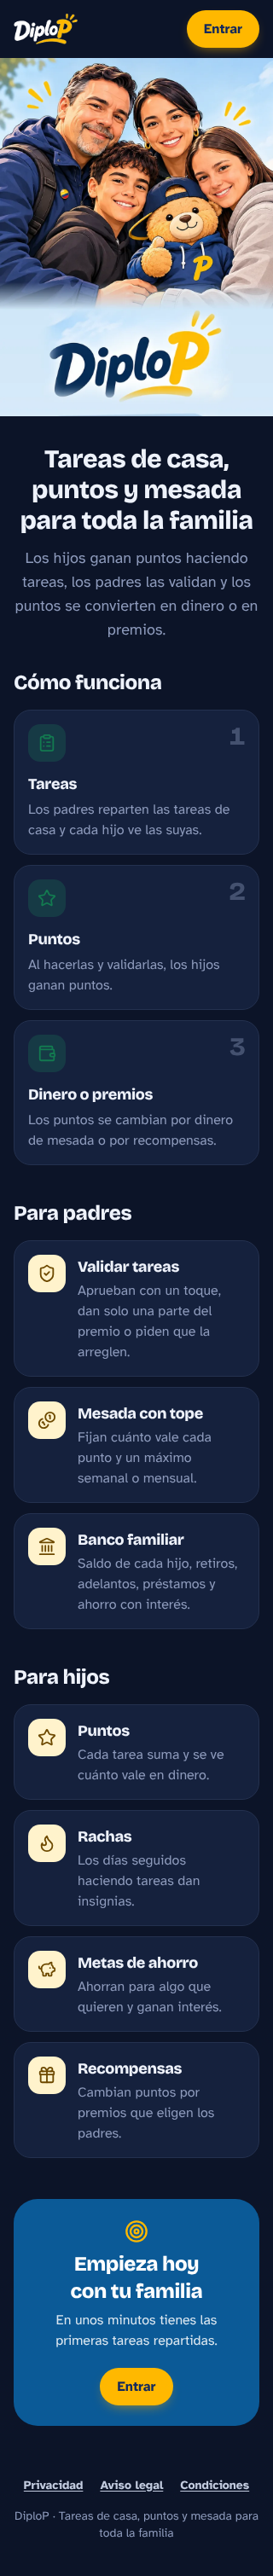 DiploP
Entrar
P
DiploP
Tareas de casa,
puntos y mesada
para toda la familia
Los hijos ganan puntos haciendo
tareas, los padres las validan y los
puntos se convierten en dinero o en
premios.
Cómo funciona
1
Tareas
Los padres reparten las tareas de
casa y cada hijo ve las suyas.
2
Puntos
Al hacerlas y validarlas, los hijos
ganan puntos.
3
Dinero o premios
Los puntos se cambian por dinero
de mesada o por recompensas.
Para padres
Validar tareas
Aprueban con un toque,
dan solo una parte del
premio o piden que la
arreglen.
Mesada con tope
Fijan cuánto vale cada
punto y un máximo
semanal o mensual.
Banco familiar
Saldo de cada hijo, retiros,
adelantos, préstamos y
ahorro con interés.
Para hijos
Puntos
Cada tarea suma y se ve
cuánto vale en dinero.
Rachas
Los días seguidos
haciendo tareas dan
insignias.
Metas de ahorro
Ahorran para algo que
quieren y ganan interés.
Recompensas
Cambian puntos por
premios que eligen los
padres.
Empieza hoy
con tu familia
En unos minutos tienes las
primeras tareas repartidas.
Entrar
Privacidad Aviso legal Condiciones
DiploP · Tareas de casa, puntos y mesada para
toda la familia